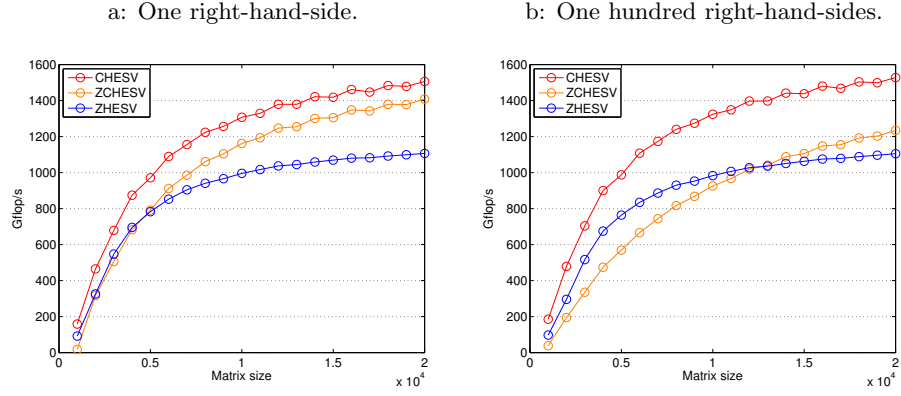 a: One right-hand-side.
1600
1400
1200
1000
800
600
400
200
0
Gflop/s
CHESV
ZCHESV
ZHESV
0
0.5
1
1.5
2
Matrix size
x 10^4
b: One hundred right-hand-sides.
1600
1400
1200
1000
800
600
400
200
0
Gflop/s
CHESV
ZCHESV
ZHESV
0
0.5
1
1.5
2
Matrix size
x 10^4